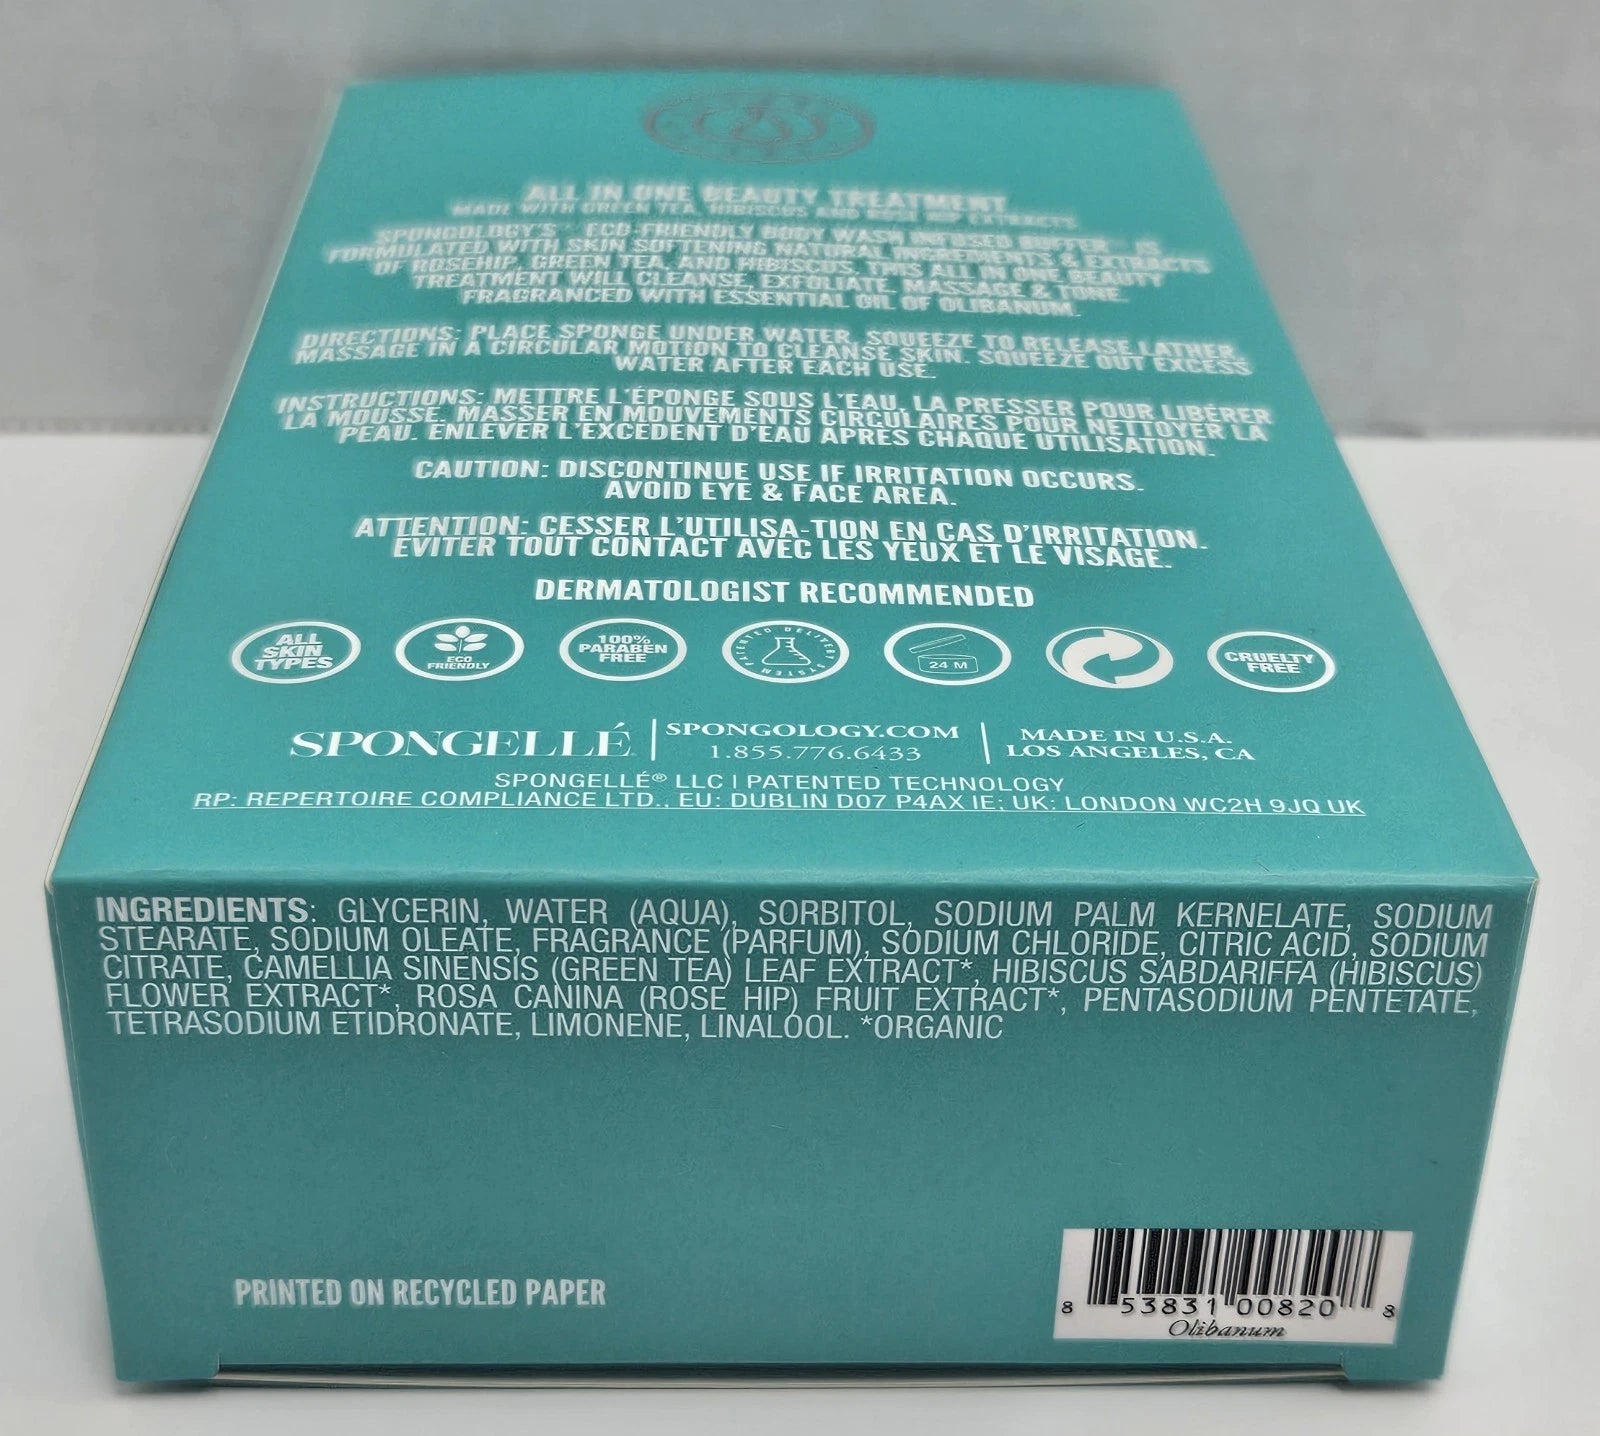 ALL IN ONE BEAUTY TREATMENT
MADE WITH GREEN TEA, HIBISCUS AND ROSE HIP EXTRACTS
SPONGOLOGY'S ECO-FRIENDLY BODY WASH INFUSED BUFFER™ IS
FORMULATED WITH SKIN SOFTENING NATURAL INGREDIENTS & EXTRACTS
OF ROSEHIP, GREEN TEA, AND HIBISCUS. THIS ALL IN ONE BEAUTY
TREATMENT WILL CLEANSE, EXFOLIATE, MASSAGE & TONE.
FRAGRANCED WITH ESSENTIAL OIL OF OLIBANUM.
DIRECTIONS: PLACE SPONGE UNDER WATER, SQUEEZE TO RELEASE LATHER.
MASSAGE IN A CIRCULAR MOTION TO CLEANSE SKIN. SQUEEZE OUT EXCESS
WATER AFTER EACH USE.
INSTRUCTIONS: METTRE L'ÉPONGE SOUS L'EAU, LA PRESSER POUR LIBÉRER
LA MOUSSE. MASSER EN MOUVEMENTS CIRCULAIRES POUR NETTOYER LA
PEAU. ENLEVER L'EXCEDENT D'EAU APRES CHAQUE UTILISATION.
CAUTION: DISCONTINUE USE IF IRRITATION OCCURS.
AVOID EYE & FACE AREA.
ATTENTION: CESSER L'UTILISA-TION EN CAS D'IRRITATION.
EVITER TOUT CONTACT AVEC LES YEUX ET LE VISAGE.
DERMATOLOGIST RECOMMENDED
ALL
SKIN
TYPES
ECO
FRIENDLY
100%
PARABEN
FREE
PATENTED DELIVERY SYSTEM
24 M
CRUELTY
FREE
SPONGELLÉ
SPONGOLOGY.COM
1.855.776.6433
MADE IN U.S.A.
LOS ANGELES, CA
SPONGELLÉ® LLC | PATENTED TECHNOLOGY
RP: REPERTOIRE COMPLIANCE LTD., EU: DUBLIN D07 P4AX IE; UK: LONDON WC2H 9JQ UK
INGREDIENTS: GLYCERIN, WATER (AQUA), SORBITOL, SODIUM PALM KERNELATE, SODIUM
STEARATE, SODIUM OLEATE, FRAGRANCE (PARFUM), SODIUM CHLORIDE, CITRIC ACID, SODIUM
CITRATE, CAMELLIA SINENSIS (GREEN TEA) LEAF EXTRACT*, HIBISCUS SABDARIFFA (HIBISCUS)
FLOWER EXTRACT*, ROSA CANINA (ROSE HIP) FRUIT EXTRACT*, PENTASODIUM PENTETATE,
TETRASODIUM ETIDRONATE, LIMONENE, LINALOOL. *ORGANIC
PRINTED ON RECYCLED PAPER
8 53831 00820 8
Olibanum